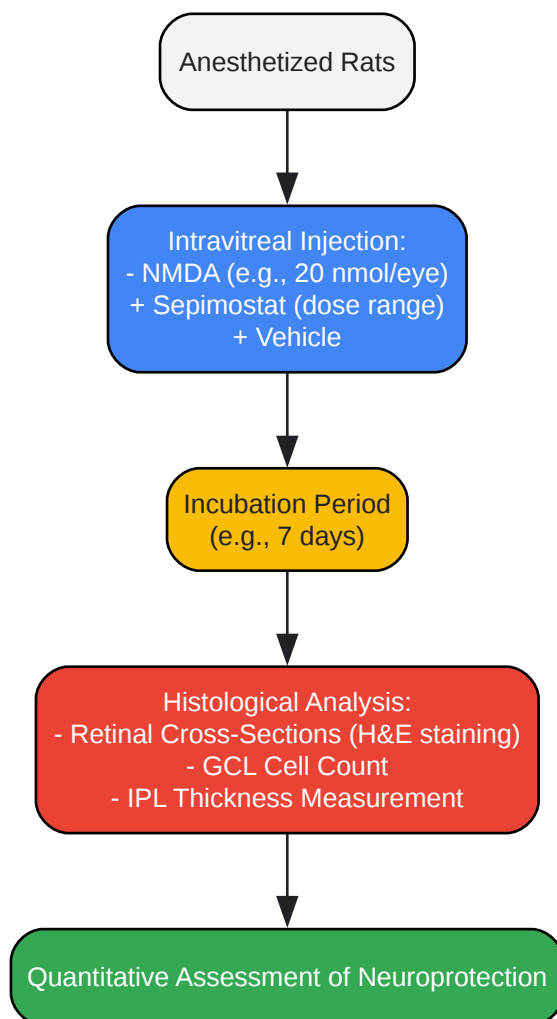 Anesthetized Rats
Intravitreal Injection:
- NMDA (e.g., 20 nmol/eye)
+ Sepimostat (dose range)
+ Vehicle
Incubation Period
(e.g., 7 days)
Histological Analysis:
- Retinal Cross-Sections (H&E staining)
- GCL Cell Count
- IPL Thickness Measurement
Quantitative Assessment of Neuroprotection